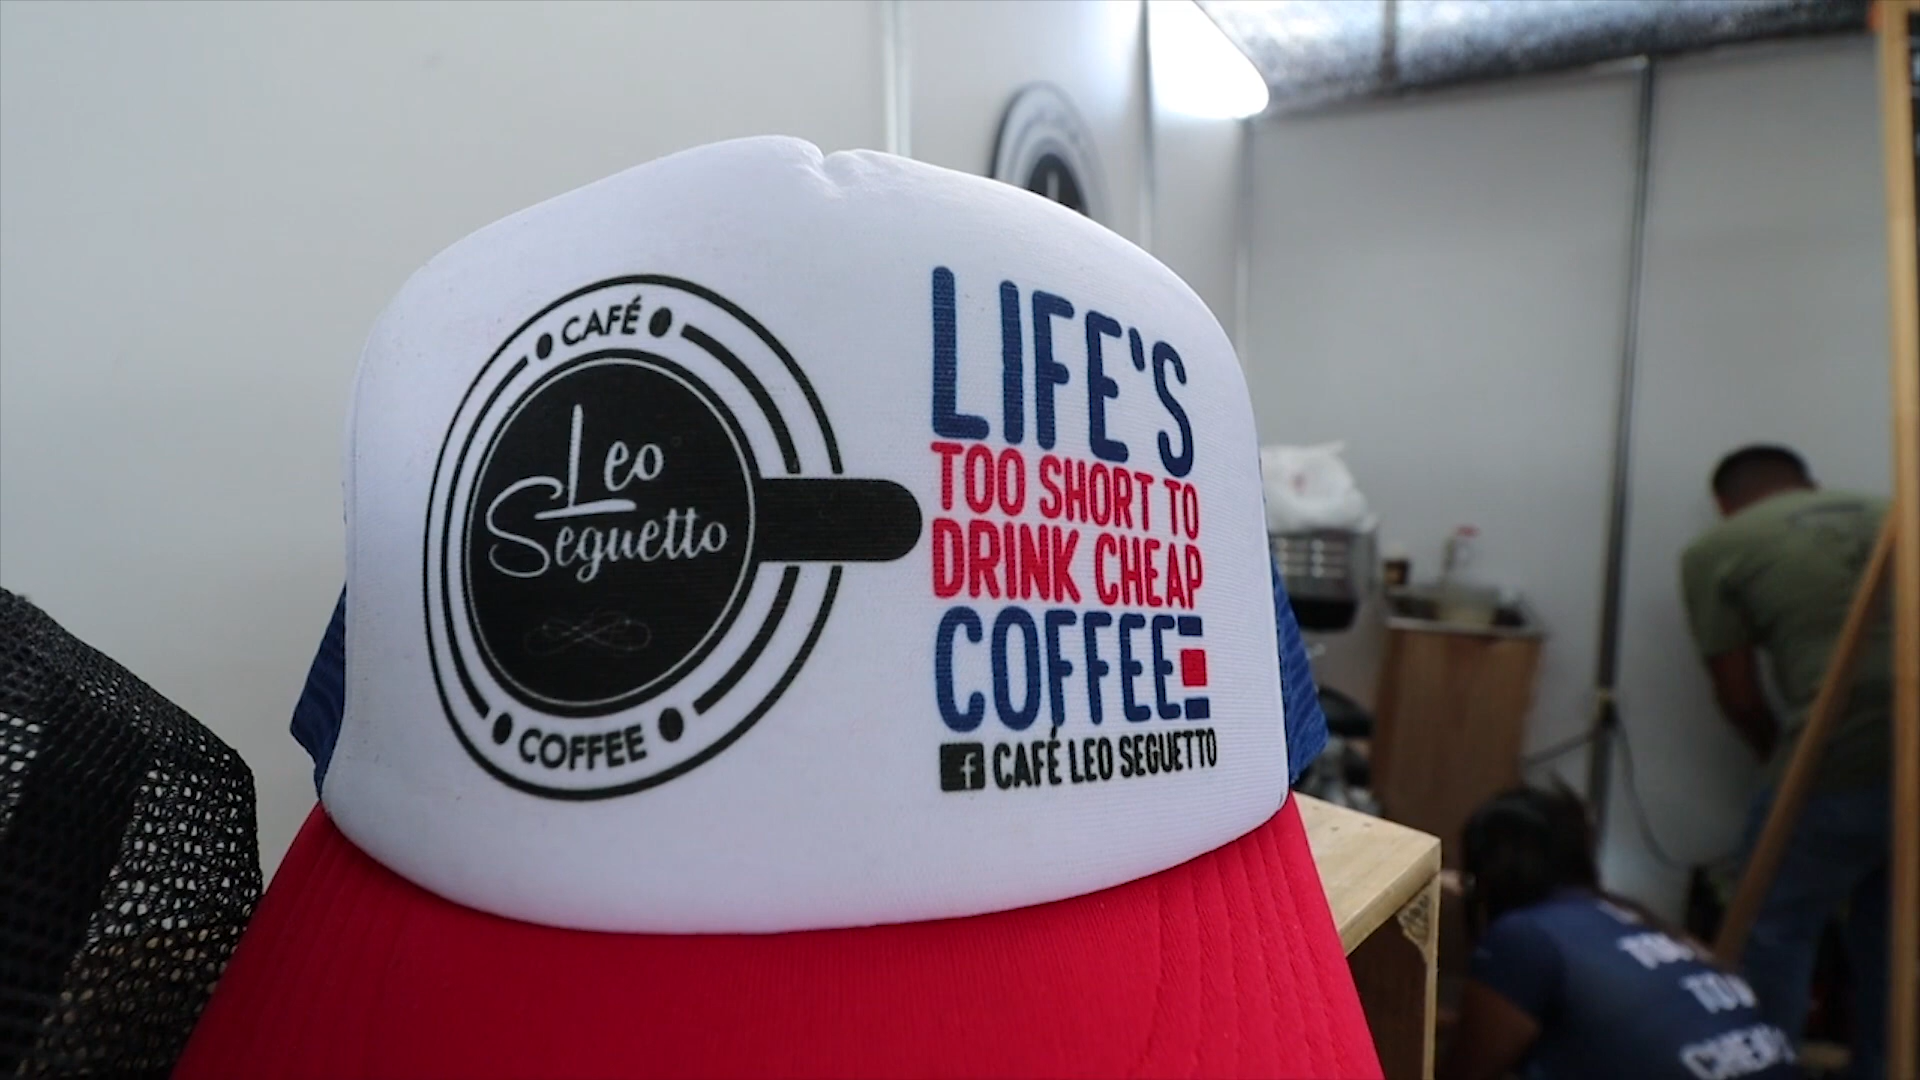 CAFÉ
Leo
Seguetto
COFFEE
LIFE'S
TOO SHORT TO
DRINK CHEAP
COFFEE
f CAFÉ LEO SEGUETTO